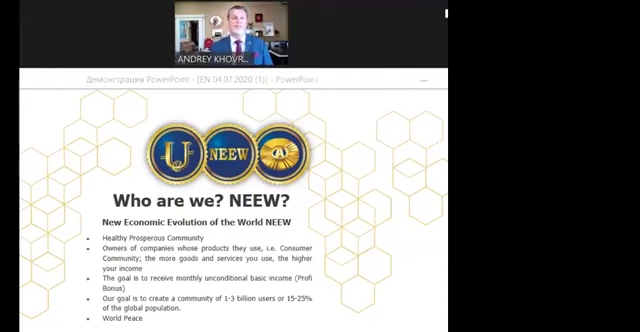 ANDREY KHOVR...
Демонстрация PowerPoint - [EN 04.07.2020 (1)] - PowerPoint
U NEEW A
Who are we? NEEW?
New Economic Evolution of the World NEEW
• Healthy Prosperous Community
• Owners of companies whose products they use, i.e. Consumer
Community; the more goods and services you use, the higher
your income
• The goal is to receive monthly unconditional basic income (Profi
Bonus)
• Our goal is to create a community of 1-3 billion users or 15-25%
of the global population.
• World Peace